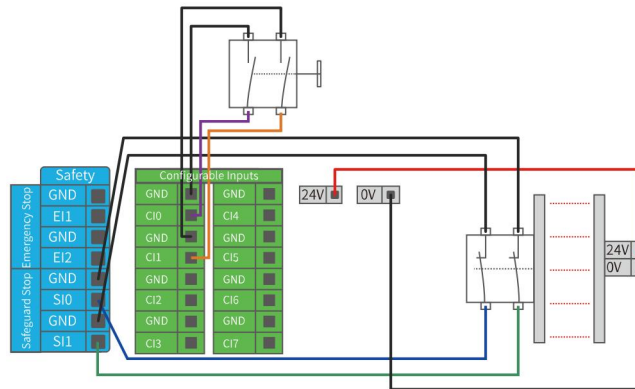 Safety
Emergency Stop
GND
EI1
GND
EI2
Safeguard Stop
GND
SI0
GND
SI1
Configurable Inputs
GND
CI0
GND
CI1
GND
CI2
GND
CI3
GND
CI4
GND
CI5
GND
CI6
GND
CI7
24V
0V
24V
0V